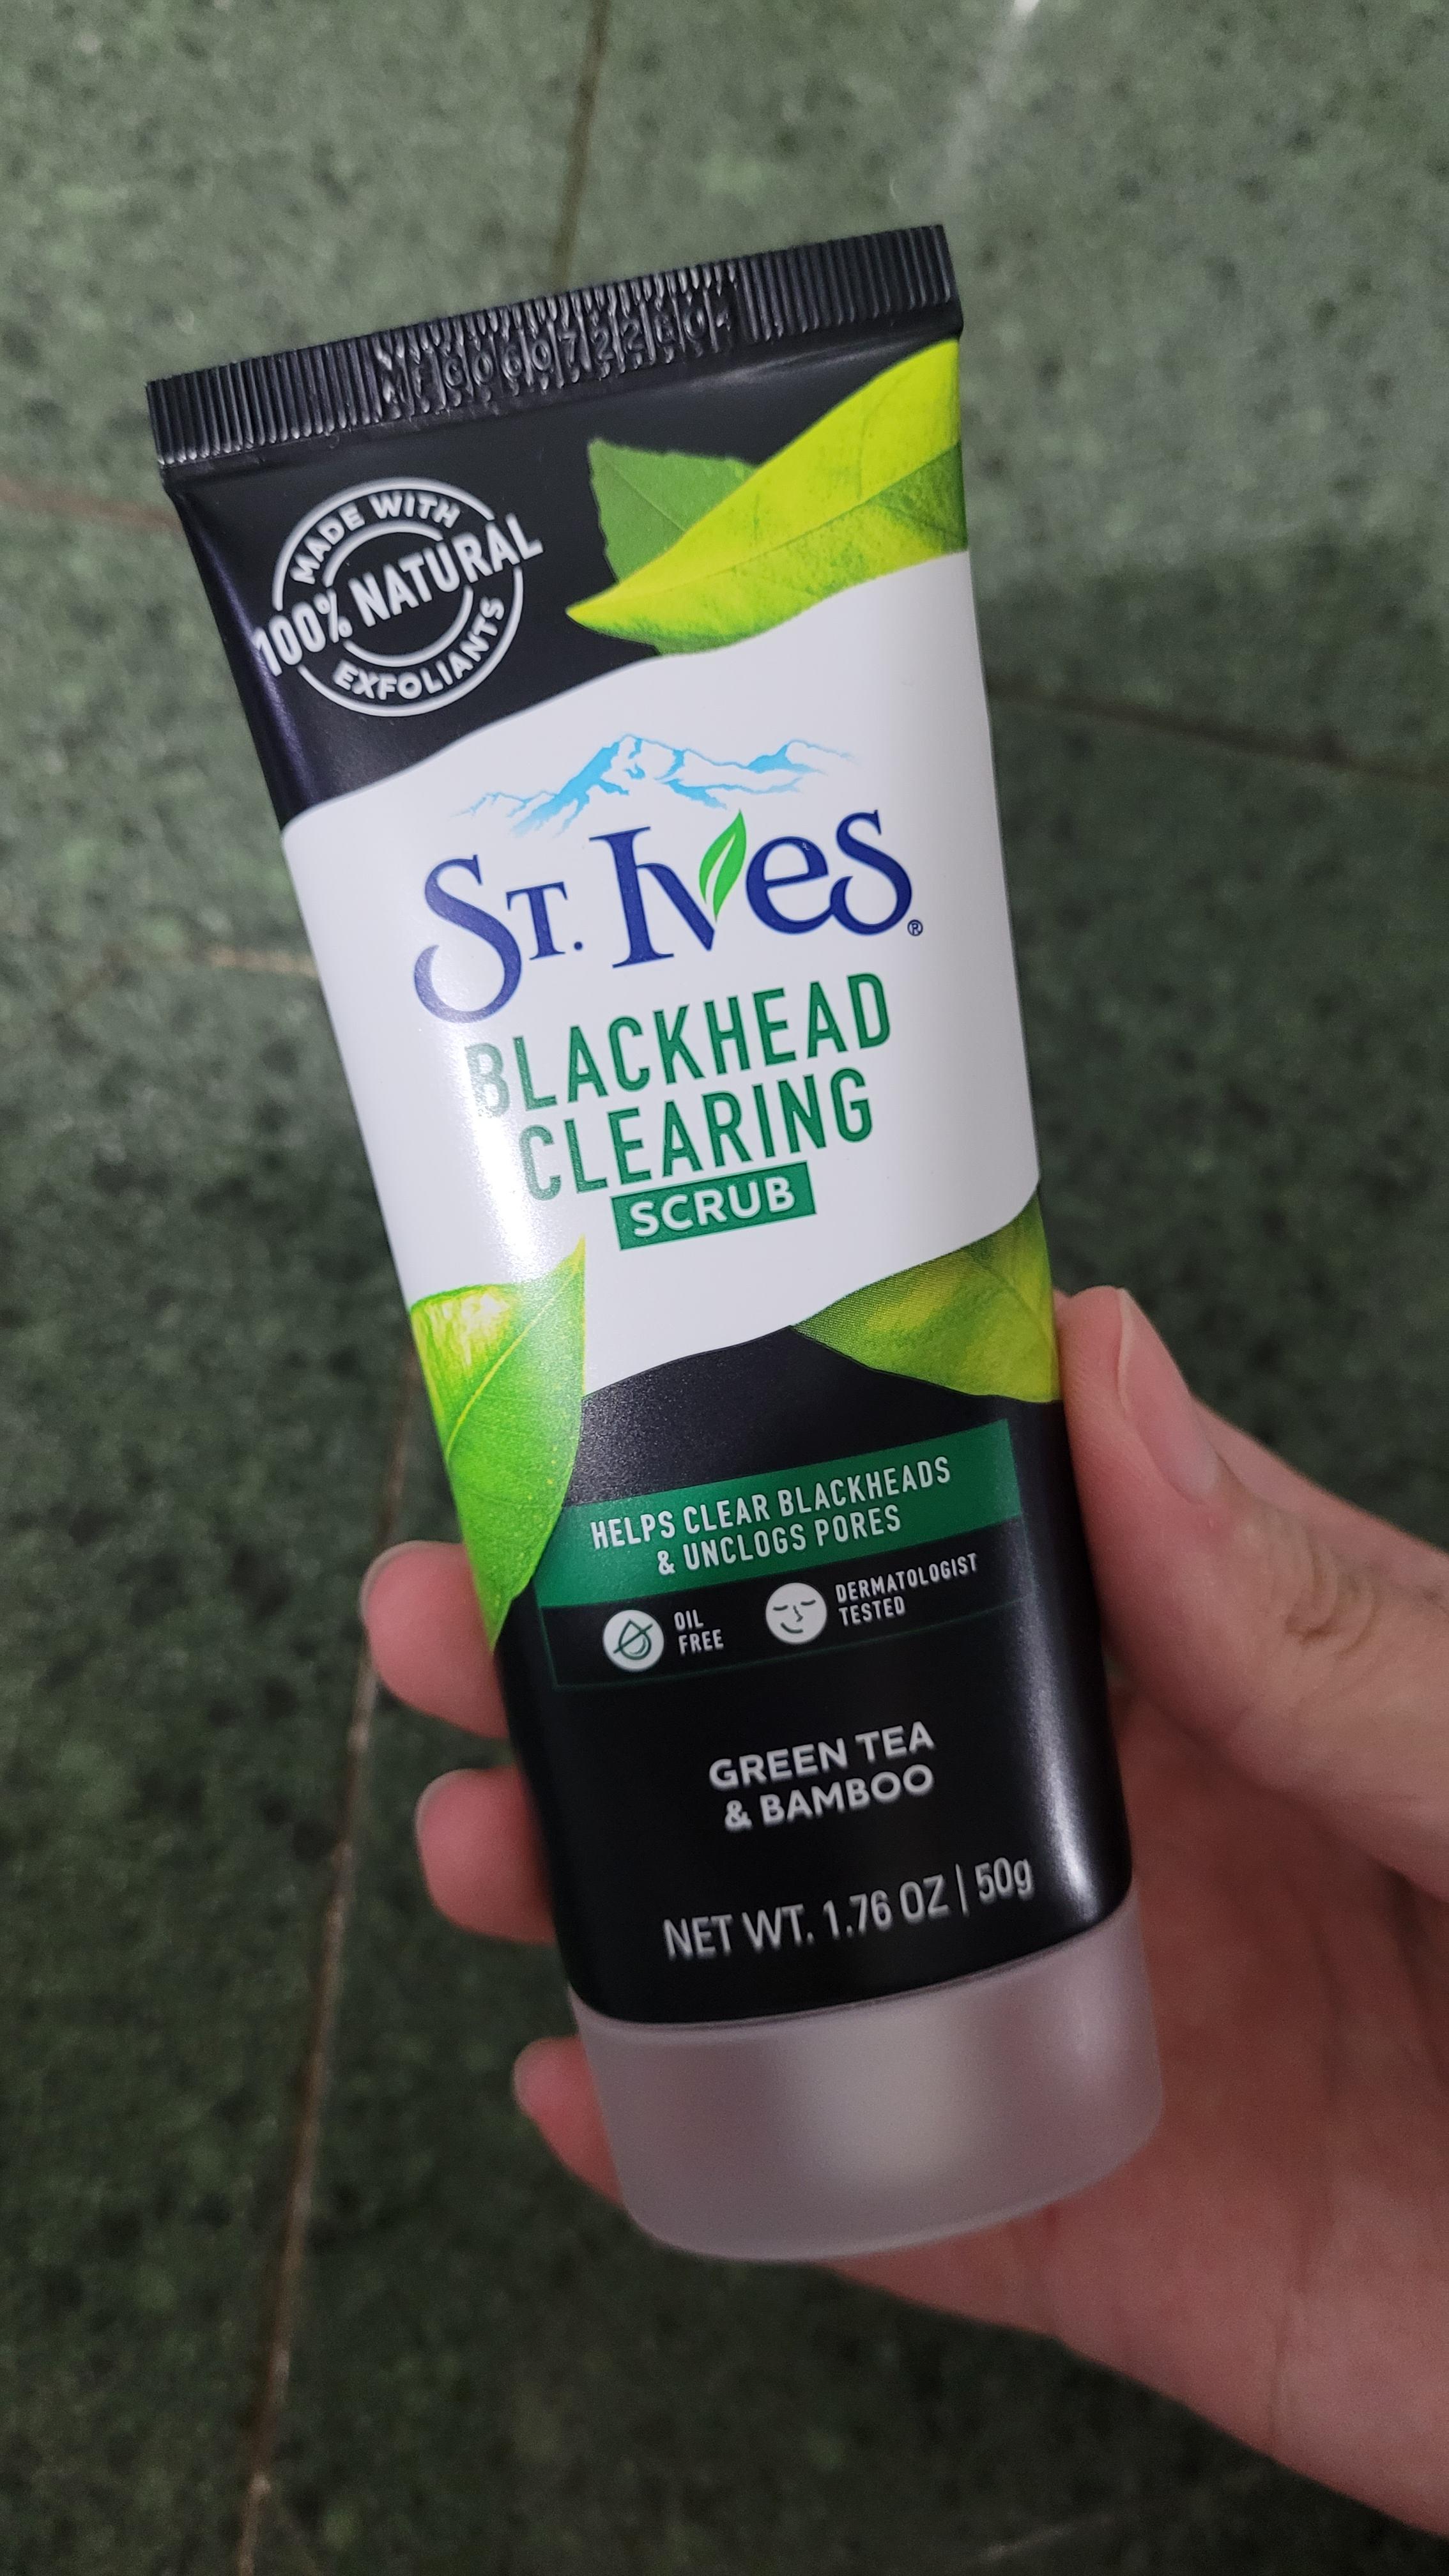 MADE WITH
100% NATURAL
EXFOLIANTS
ST. IVES®
BLACKHEAD
CLEARING
SCRUB
HELPS CLEAR BLACKHEADS
& UNCLOGS PORES
OIL
FREE
DERMATOLOGIST
TESTED
GREEN TEA
& BAMBOO
NET WT. 1.76 OZ | 50g